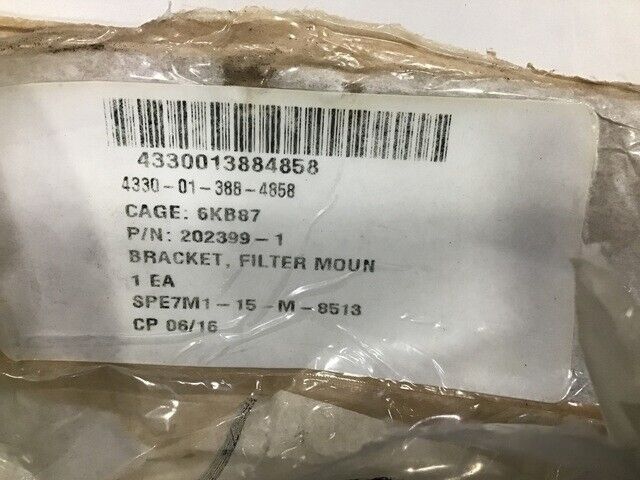 4330013884858
4330-01-388-4858
CAGE: 6KB87
P/N: 202399-1
BRACKET, FILTER MOUN
1 EA
SPE7M1-15-M-8513
CP 06/16